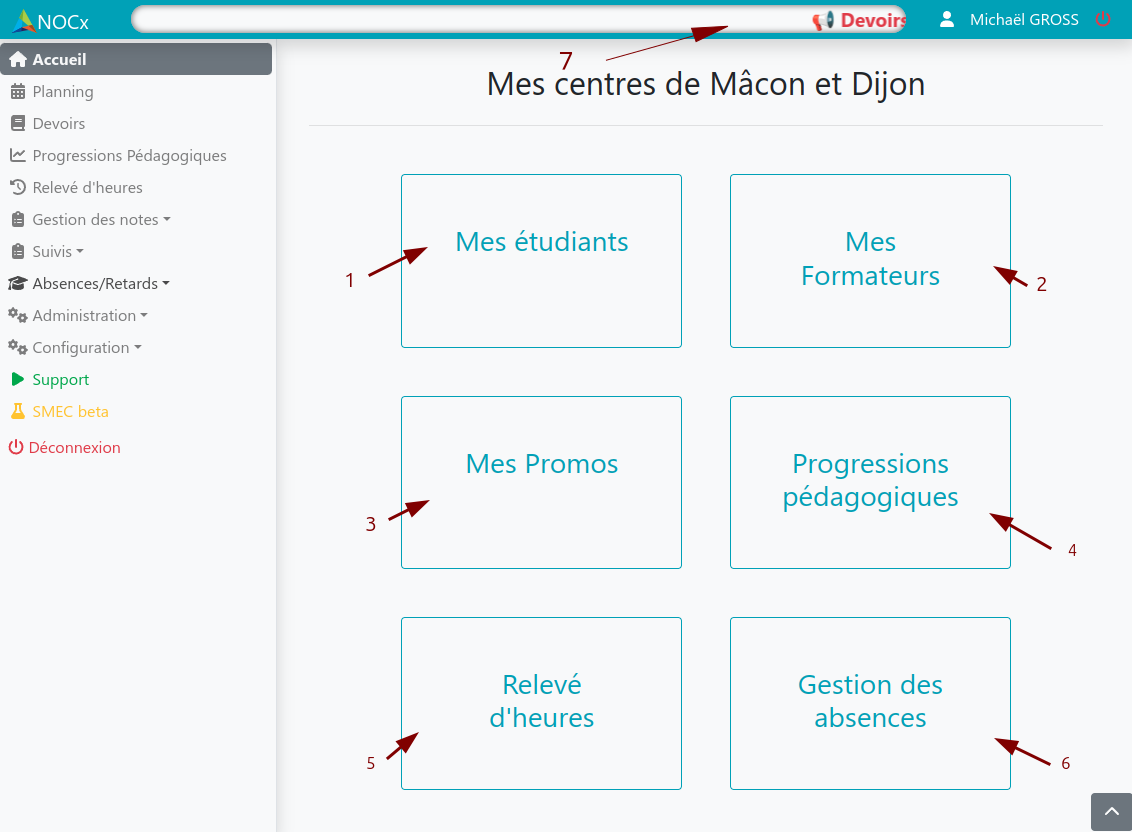 NOCx
📢 Devoirs
Michaël GROSS
7
Mes centres de Mâcon et Dijon
Accueil
Planning
Devoirs
Progressions Pédagogiques
Relevé d'heures
Gestion des notes
Suivis
Absences/Retards
Administration
Configuration
Support
SMEC beta
Déconnexion
Mes étudiants
1
Mes
Formateurs
2
Mes Promos
3
Progressions
pédagogiques
4
Relevé
d'heures
5
Gestion des
absences
6